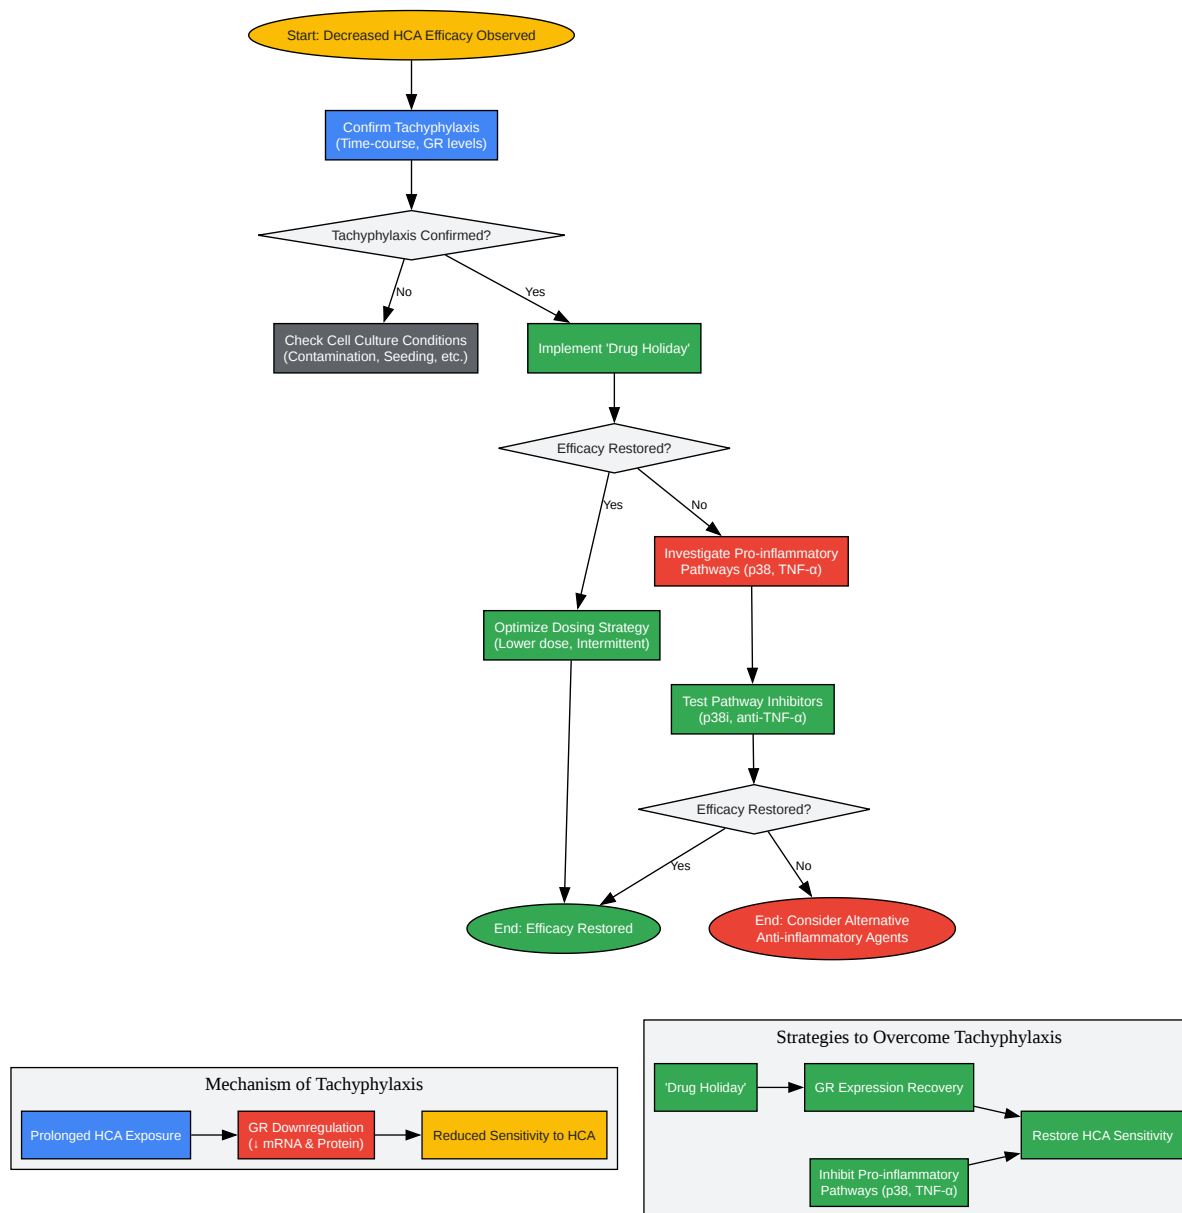 Start: Decreased HCA Efficacy Observed
Confirm Tachyphylaxis
(Time-course, GR levels)
Tachyphylaxis Confirmed?
No
Yes
Check Cell Culture Conditions
(Contamination, Seeding, etc.)
Implement 'Drug Holiday'
Efficacy Restored?
Yes
No
Investigate Pro-inflammatory
Pathways (p38, TNF-α)
Optimize Dosing Strategy
(Lower dose, Intermittent)
Test Pathway Inhibitors
(p38i, anti-TNF-α)
Efficacy Restored?
Yes
No
End: Efficacy Restored
End: Consider Alternative
Anti-inflammatory Agents
Mechanism of Tachyphylaxis
Prolonged HCA Exposure
GR Downregulation
(↓ mRNA & Protein)
Reduced Sensitivity to HCA
Strategies to Overcome Tachyphylaxis
'Drug Holiday'
GR Expression Recovery
Restore HCA Sensitivity
Inhibit Pro-inflammatory
Pathways (p38, TNF-α)